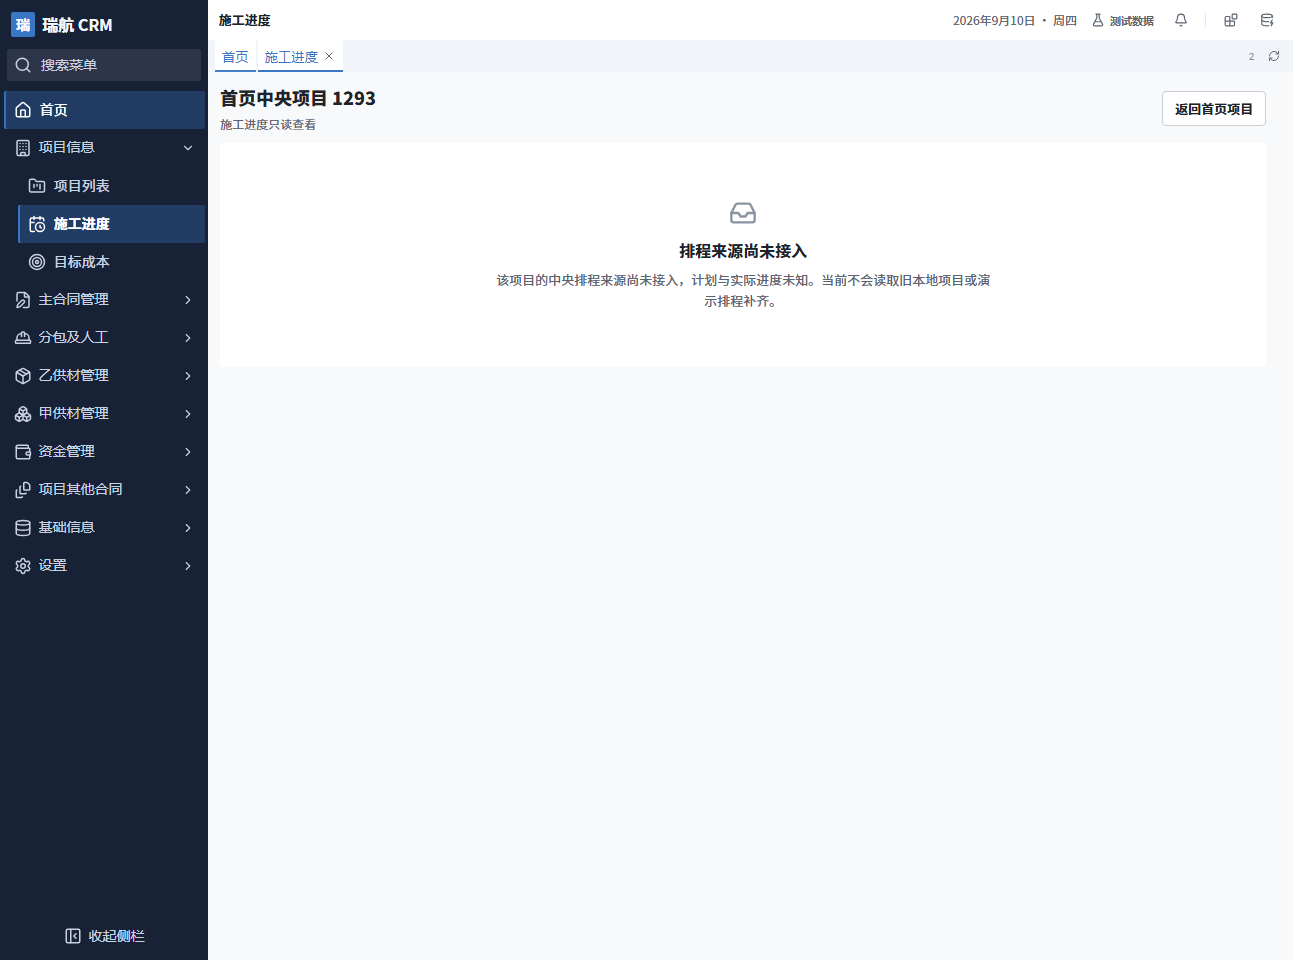 瑞 瑞航 CRM
搜索菜单
首页
项目信息
项目列表
施工进度
目标成本
主合同管理
分包及人工
乙供材管理
甲供材管理
资金管理
项目其他合同
基础信息
设置
收起侧栏
施工进度
2026年9月10日 · 周四 测试数据
首页 施工进度 2
首页中央项目 1293
施工进度只读查看
返回首页项目
排程来源尚未接入
该项目的中央排程来源尚未接入，计划与实际进度未知。当前不会读取旧本地项目或演
示排程补齐。